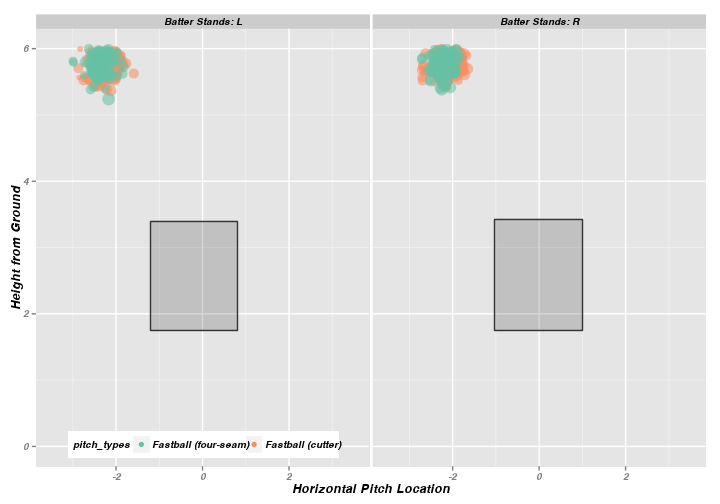 Batter Stands: L
Batter Stands: R
6
4
2
0
Height from Ground
pitch_types Fastball (four-seam) Fastball (cutter)
-2 0 2
-2 0 2
Horizontal Pitch Location